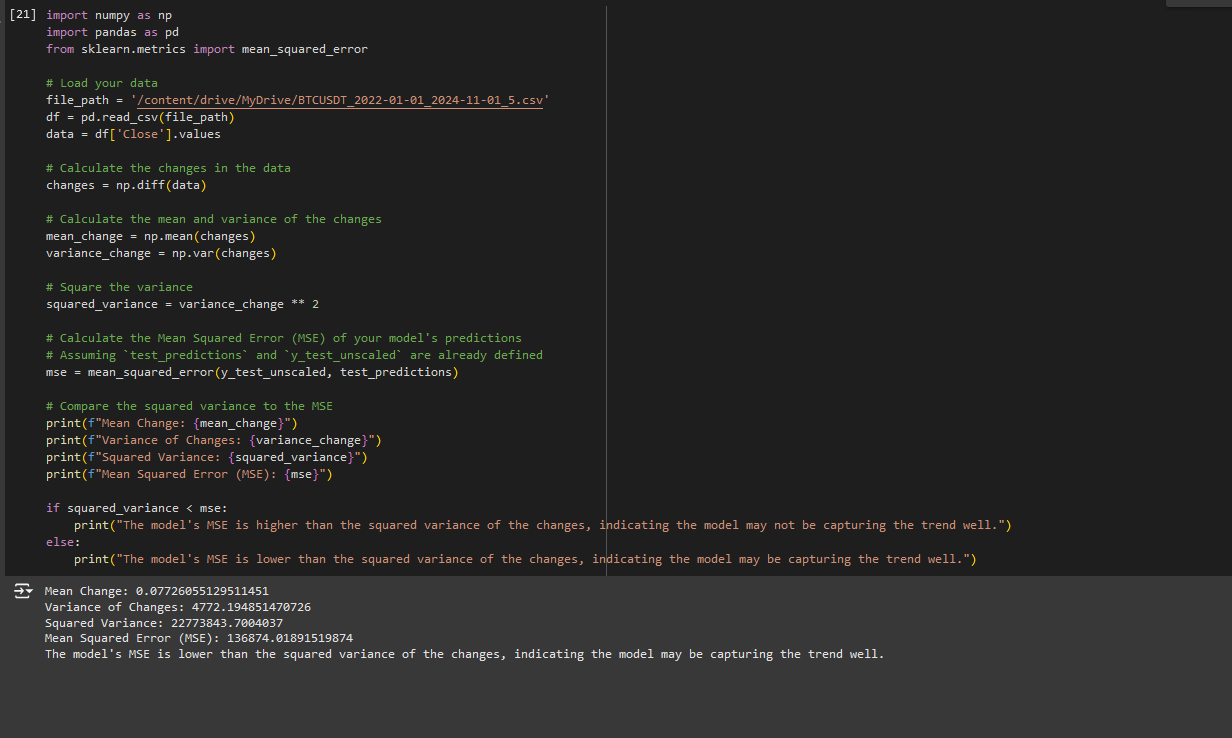 [21] import numpy as np
import pandas as pd
from sklearn.metrics import mean_squared_error
# Load your data
file_path = '/content/drive/MyDrive/BTCUSDT_2022-01-01_2024-11-01_5.csv'
df = pd.read_csv(file_path)
data = df['Close'].values
# Calculate the changes in the data
changes = np.diff(data)
# Calculate the mean and variance of the changes
mean_change = np.mean(changes)
variance_change = np.var(changes)
# Square the variance
squared_variance = variance_change ** 2
# Calculate the Mean Squared Error (MSE) of your model's predictions
# Assuming `test_predictions` and `y_test_unscaled` are already defined
mse = mean_squared_error(y_test_unscaled, test_predictions)
# Compare the squared variance to the MSE
print(f"Mean Change: {mean_change}")
print(f"Variance of Changes: {variance_change}")
print(f"Squared Variance: {squared_variance}")
print(f"Mean Squared Error (MSE): {mse}")
if squared_variance < mse:
    print("The model's MSE is higher than the squared variance of the changes, indicating the model may not be capturing the trend well.")
else:
    print("The model's MSE is lower than the squared variance of the changes, indicating the model may be capturing the trend well.")
Mean Change: 0.07726055129511451
Variance of Changes: 4772.194851470726
Squared Variance: 22773843.7004037
Mean Squared Error (MSE): 136874.01891519874
The model's MSE is lower than the squared variance of the changes, indicating the model may be capturing the trend well.